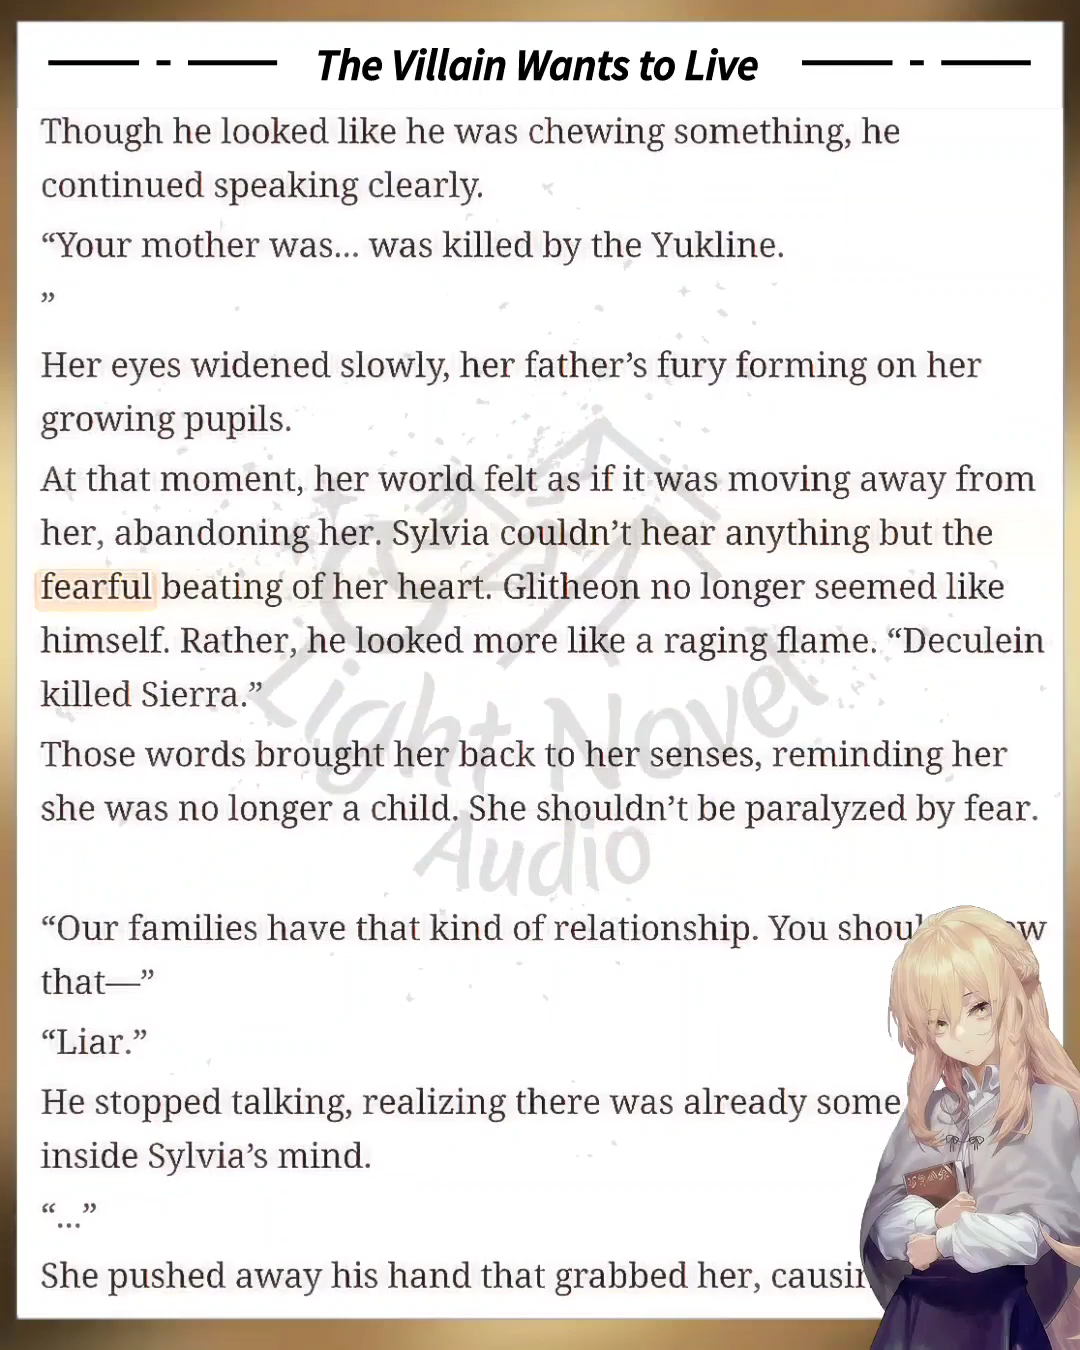 The Villain Wants to Live
Though he looked like he was chewing something, he
continued speaking clearly.
“Your mother was... was killed by the Yukline.
”
Her eyes widened slowly, her father’s fury forming on her
growing pupils.
At that moment, her world felt as if it was moving away from
her, abandoning her. Sylvia couldn’t hear anything but the
fearful beating of her heart. Glitheon no longer seemed like
himself. Rather, he looked more like a raging flame. “Deculein
killed Sierra.”
Those words brought her back to her senses, reminding her
she was no longer a child. She shouldn’t be paralyzed by fear.
“Our families have that kind of relationship. You
that—”
“Liar.”
He stopped talking, realizing there was already some
inside Sylvia’s mind.
“...”
She pushed away his hand that grabbed her,
Light Novel
Audio